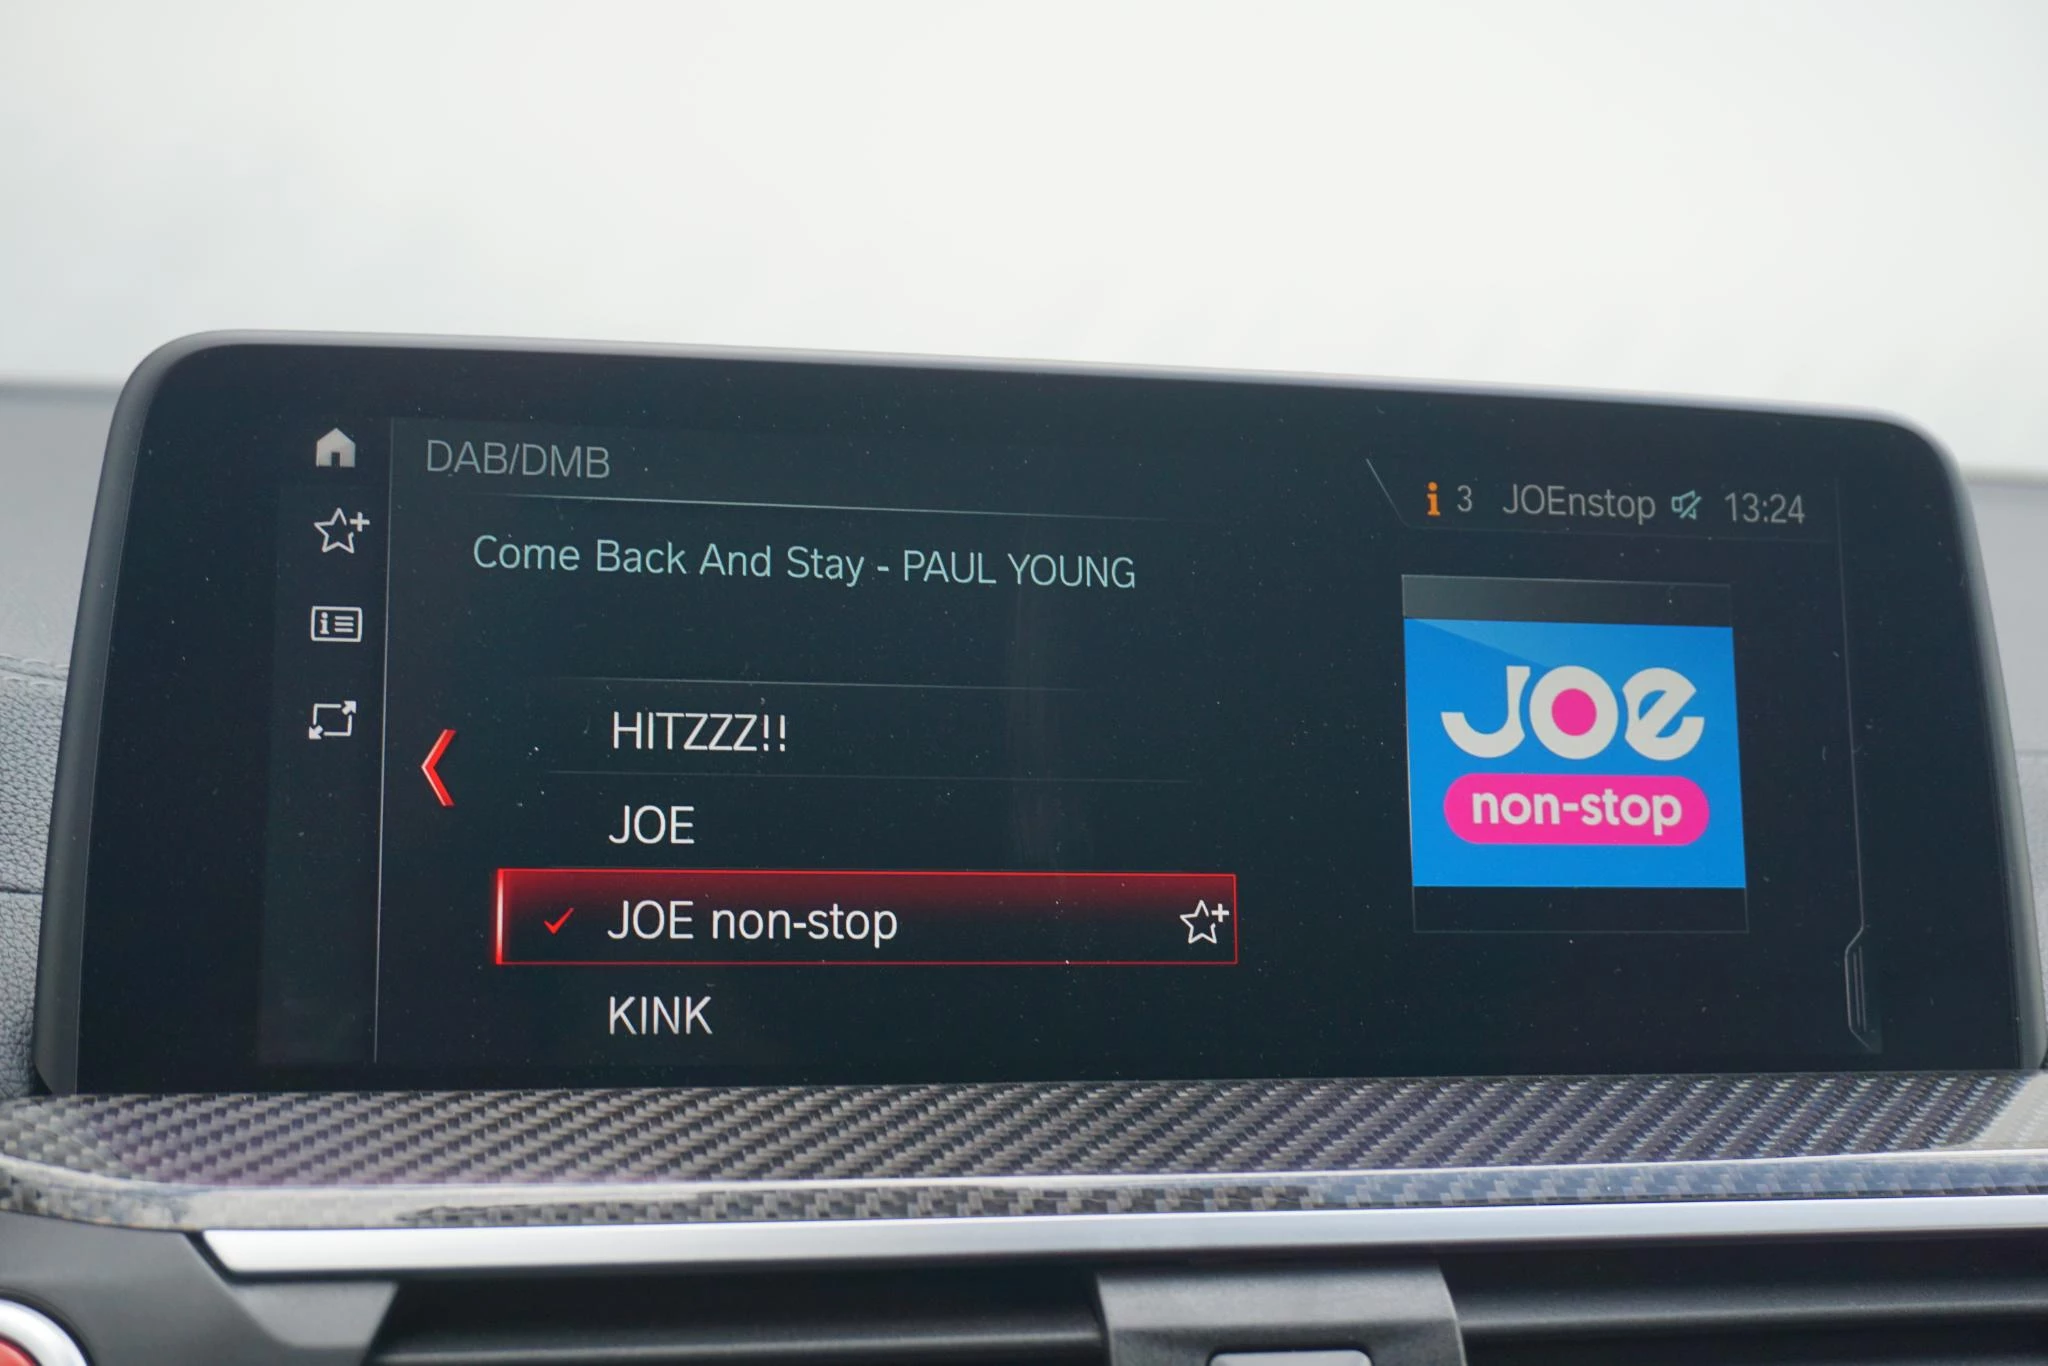 DAB/DMB
i 3 JOEnstop 13:24
Come Back And Stay - PAUL YOUNG
HITZZZ!!
JOE
JOE non-stop
KINK
JOe
non-stop